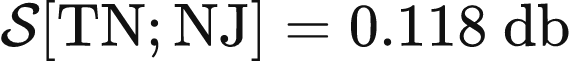 𝒮[TN; NJ] = 0.118 db